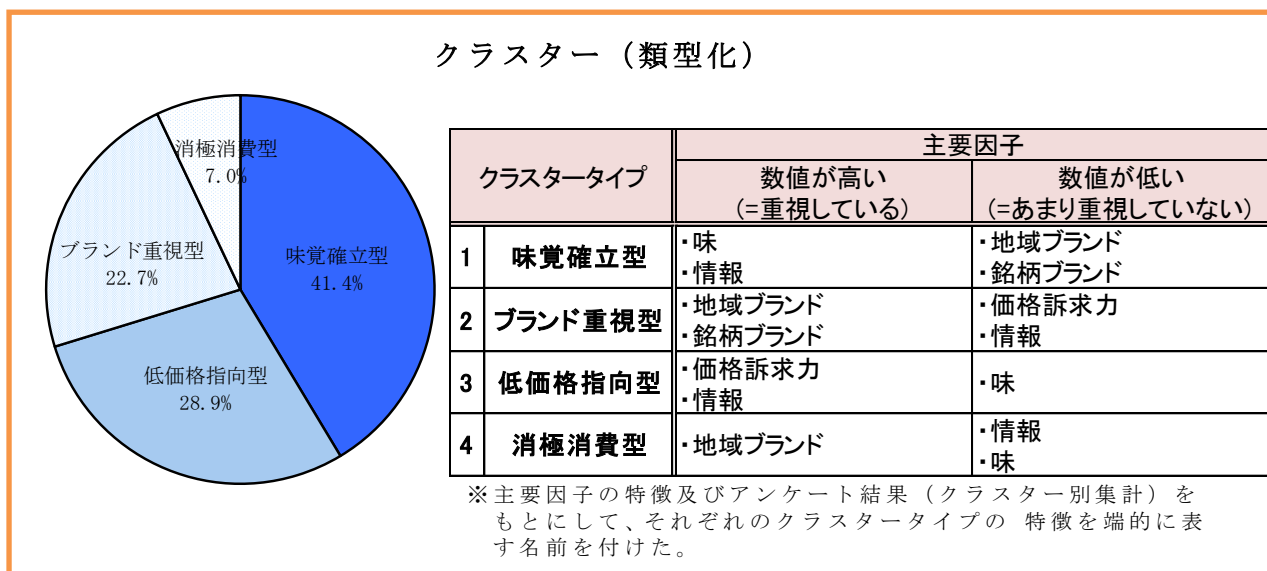 クラスター（類型化）
消極消費型
7.0%
ブランド重視型
22.7%
味覚確立型
41.4%
低価格指向型
28.9%
クラスタータイプ
主要因子
数値が高い
(=重視している)
数値が低い
(=あまり重視していない)
1 味覚確立型
・味
・情報
・地域ブランド
・銘柄ブランド
2 ブランド重視型
・地域ブランド
・銘柄ブランド
・価格訴求力
・情報
3 低価格指向型
・価格訴求力
・情報
・味
4 消極消費型
・地域ブランド
・情報
・味
※主要因子の特徴及びアンケート結果（クラスター別集計）を
もとにして、それぞれのクラスタータイプの 特徴を端的に表
す名前を付けた。